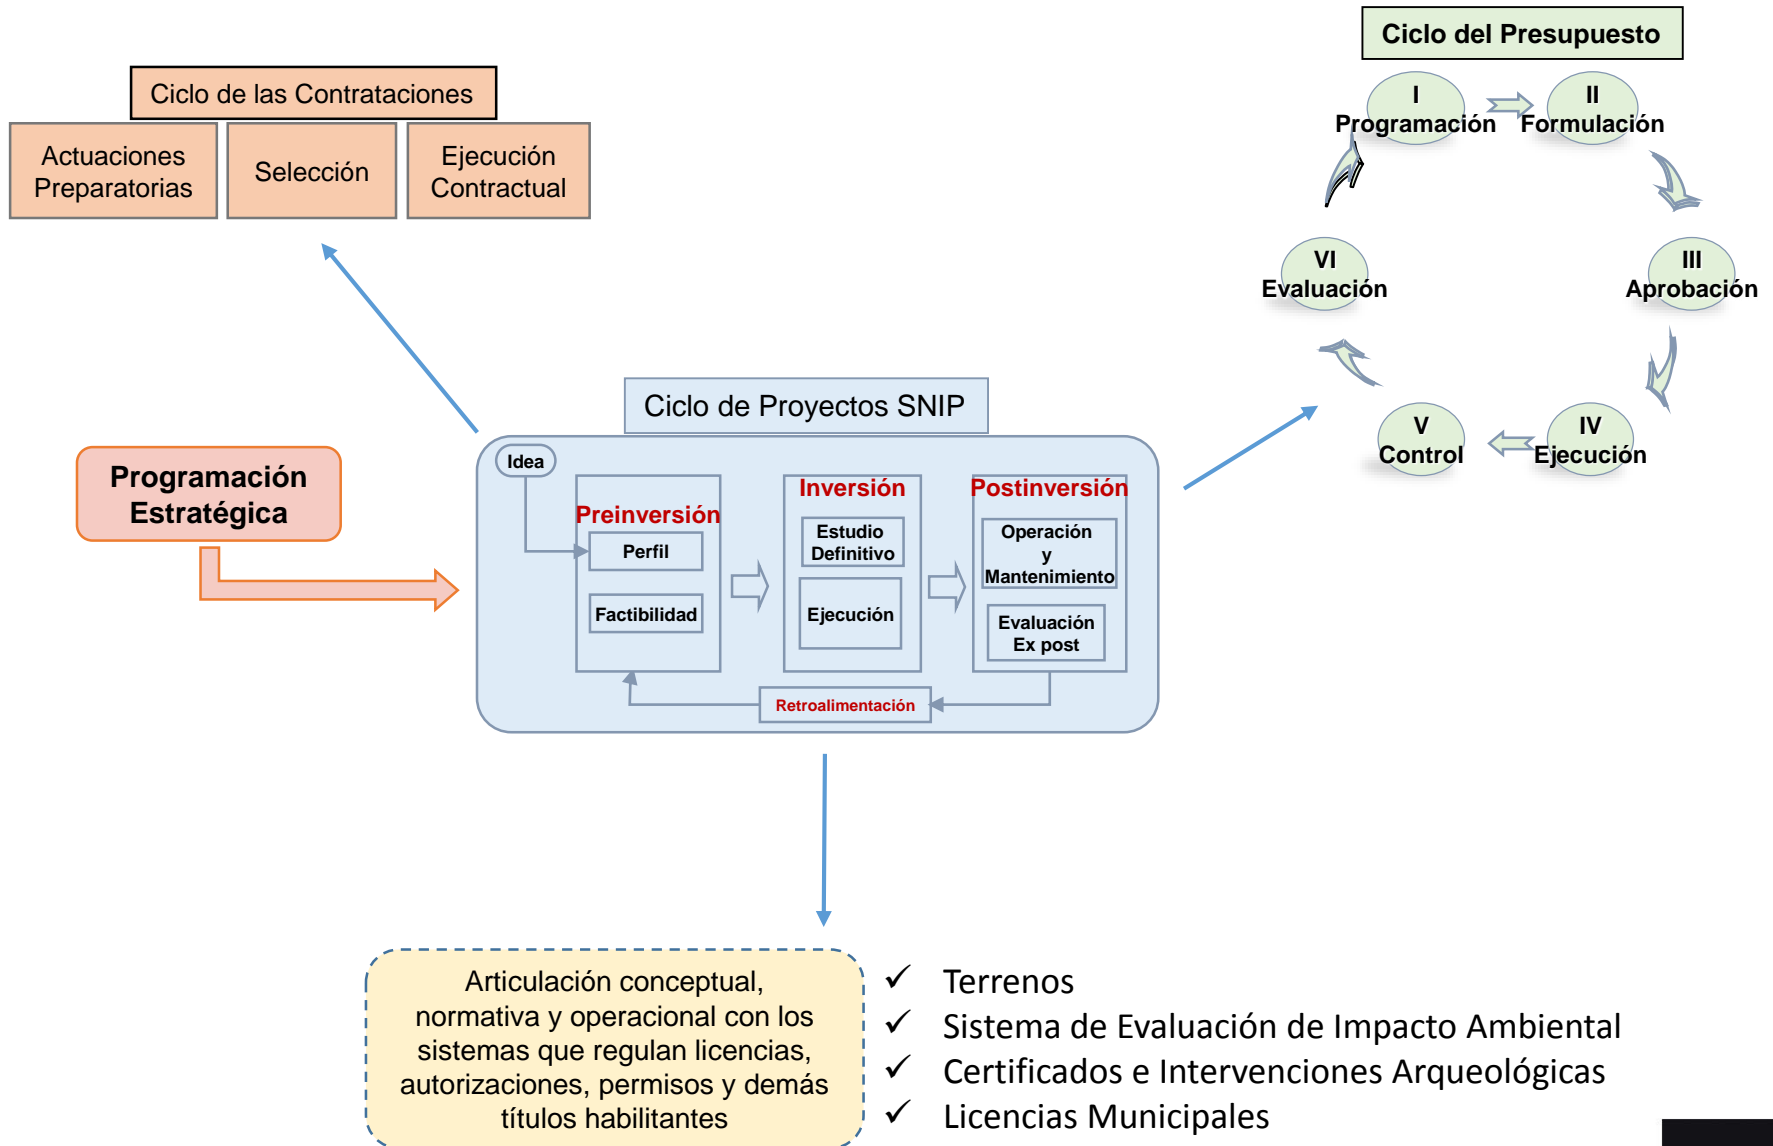 Ciclo del Presupuesto
I
Programación
II
Formulación
III
Aprobación
IV
Ejecución
V
Control
VI
Evaluación
Ciclo de las Contrataciones
Actuaciones
Preparatorias
Selección
Ejecución
Contractual
Ciclo de Proyectos SNIP
Programación
Estratégica
Idea
Preinversión
Perfil
Factibilidad
Inversión
Estudio
Definitivo
Ejecución
Postinversión
Operación
y
Mantenimiento
Evaluación
Ex post
Retroalimentación
Articulación conceptual,
normativa y operacional con los
sistemas que regulan licencias,
autorizaciones, permisos y demás
títulos habilitantes
✓ Terrenos
✓ Sistema de Evaluación de Impacto Ambiental
✓ Certificados e Intervenciones Arqueológicas
✓ Licencias Municipales